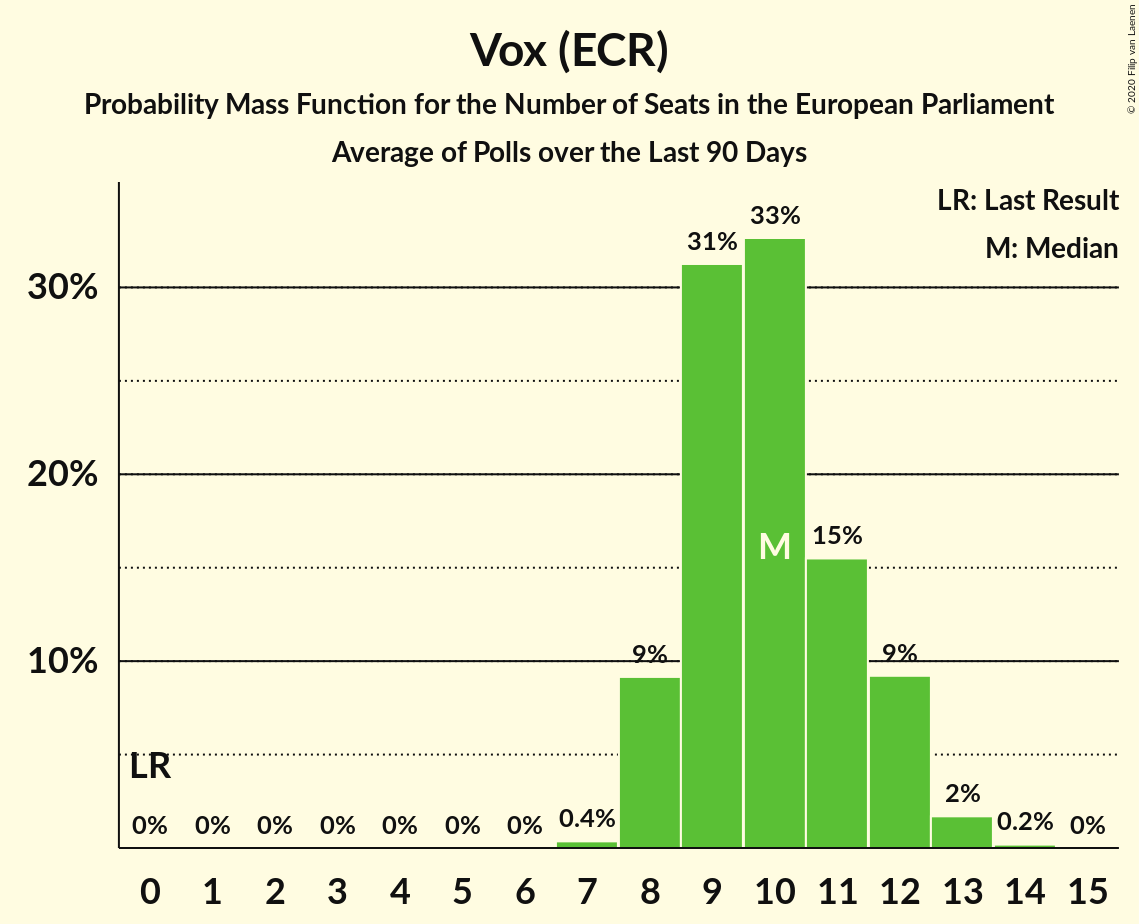 Vox (ECR)
Probability Mass Function for the Number of Seats in the European Parliament
Average of Polls over the Last 90 Days
© 2020 Filip van Laenen
LR: Last Result
M: Median
30%
20%
10%
LR
M
0% 0% 0% 0% 0% 0% 0% 0.4% 9% 31% 33% 15% 9% 2% 0.2% 0%
0 1 2 3 4 5 6 7 8 9 10 11 12 13 14 15